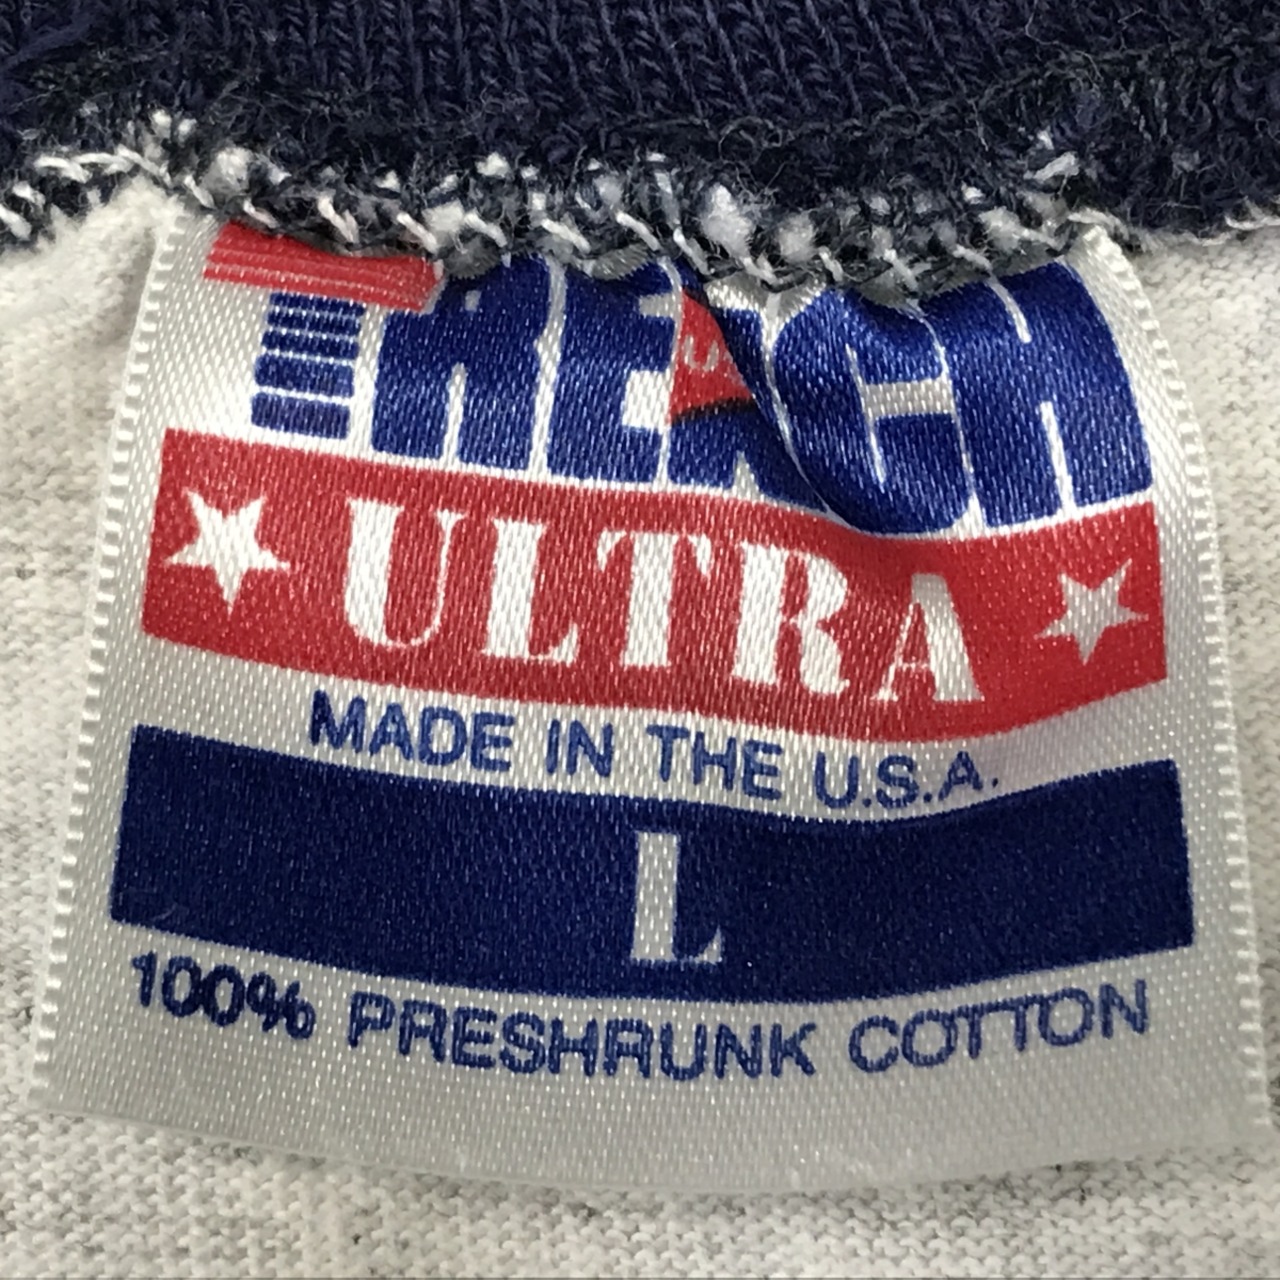 TRENCH
ULTRA
MADE IN THE U.S.A.
L
100% PRESHRUNK COTTON